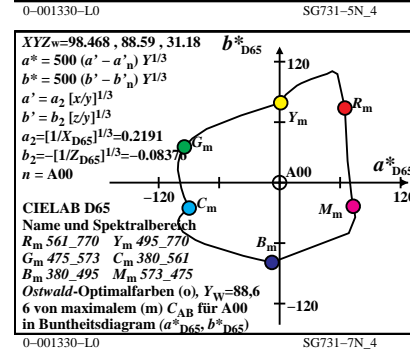 0-001330-L0 SG731-5N_4
XYZw=98.468 , 88.59 , 31.18 b*D65
a* = 500 (a' − a'n) Y1/3
b* = 500 (b' − b'n) Y1/3
a' = a2 [x/y]1/3
b' = b2 [z/y]1/3
a2=[1/XD65]1/3=0.2191
b2=−[1/ZD65]1/3=−0.08376
n = A00
120
Rm
Ym
Gm
A00
a*D65
−120
120
CIELAB D65
Cm
Mm
Name und Spektralbereich
Rm 561_770 Ym 495_770
Gm 475_573 Cm 380_561
Bm 380_495 Mm 573_475
Bm
Ostwald-Optimalfarben (o), YW=88,6
6 von maximalem (m) CAB für A00
−120
in Buntheitsdiagram (a*D65, b*D65)
0-001330-L0 SG731-7N_4